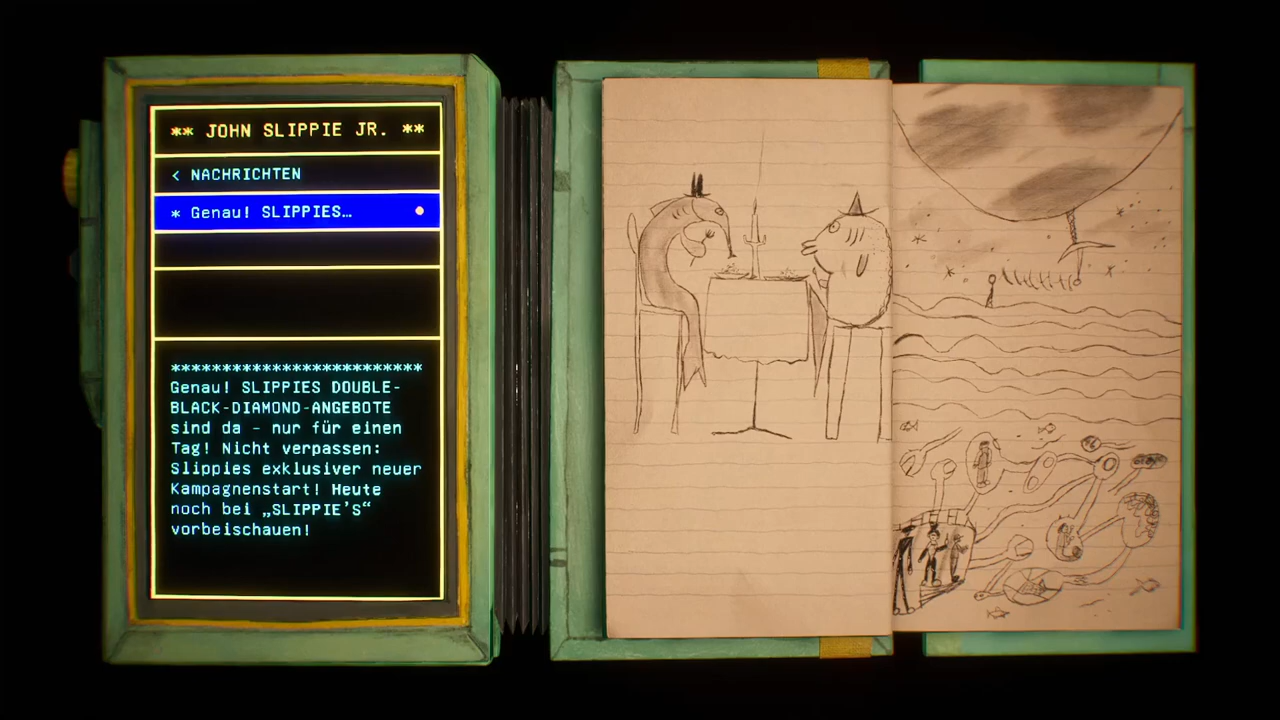 ** JOHN SLIPPIE JR. **
< NACHRICHTEN
* Genau! SLIPPIES…
************************
Genau! SLIPPIES DOUBLE-
BLACK-DIAMOND-ANGEBOTE
sind da - nur für einen
Tag! Nicht verpassen:
Slippies exklusiver neuer
Kampagnenstart! Heute
noch bei „SLIPPIE'S“
vorbeischauen!